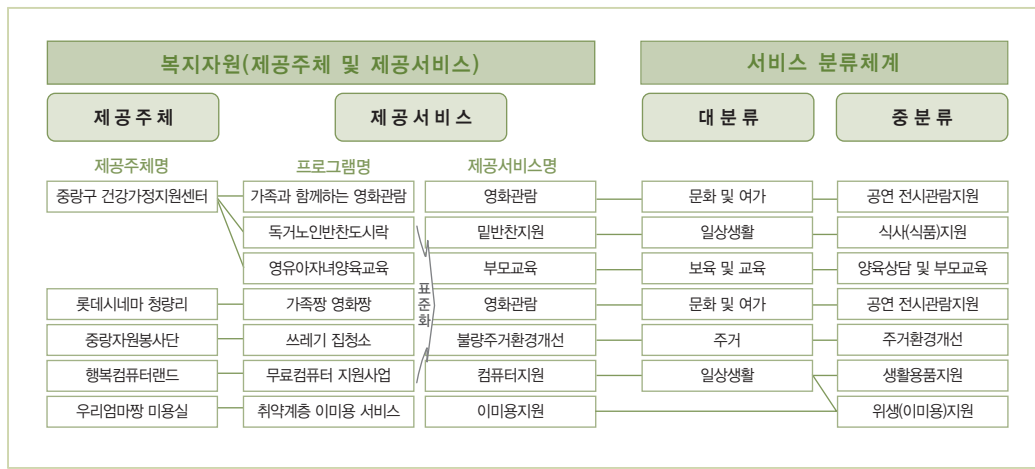 복지자원(제공주체 및 제공서비스)
서비스 분류체계
제공주체
제공서비스
대분류
중분류
제공주체명
프로그램명
제공서비스명
중랑구 건강가정지원센터
가족과 함께하는 영화관람
영화관람
문화 및 여가
공연 전시관람지원
독거노인반찬도시락
밑반찬지원
일상생활
식사(식품)지원
영유아자녀양육교육
부모교육
보육 및 교육
양육상담 및 부모교육
표준화
롯데시네마 청량리
가족짱 영화짱
영화관람
문화 및 여가
공연 전시관람지원
중랑자원봉사단
쓰레기 집청소
불량주거환경개선
주거
주거환경개선
행복컴퓨터랜드
무료컴퓨터 지원사업
컴퓨터지원
일상생활
생활용품지원
우리엄마짱 미용실
취약계층 이미용 서비스
이미용지원
위생(이미용)지원